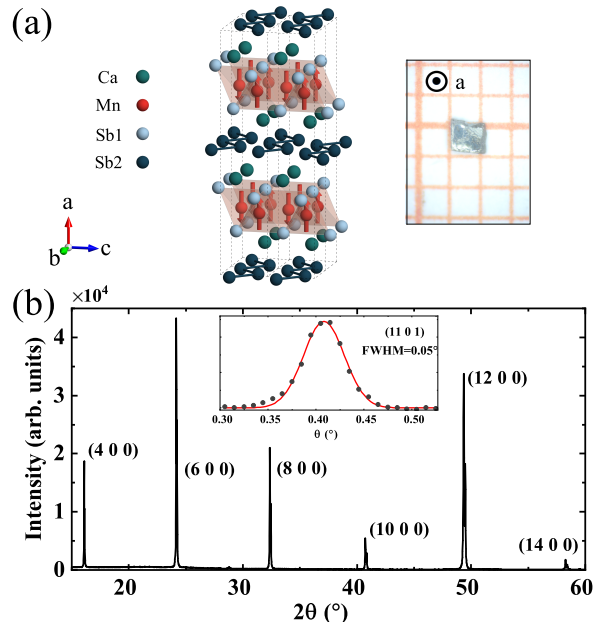 (a)
Ca
Mn
Sb1
Sb2
a
b
c
a
(b)
×10⁴
Intensity (arb. units)
4
3
2
1
0
(4 0 0)
(6 0 0)
(8 0 0)
(10 0 0)
(12 0 0)
(14 0 0)
(11 0 1)
FWHM=0.05°
0.30
0.35
0.40
0.45
0.50
θ (°)
20
30
40
50
60
2θ (°)